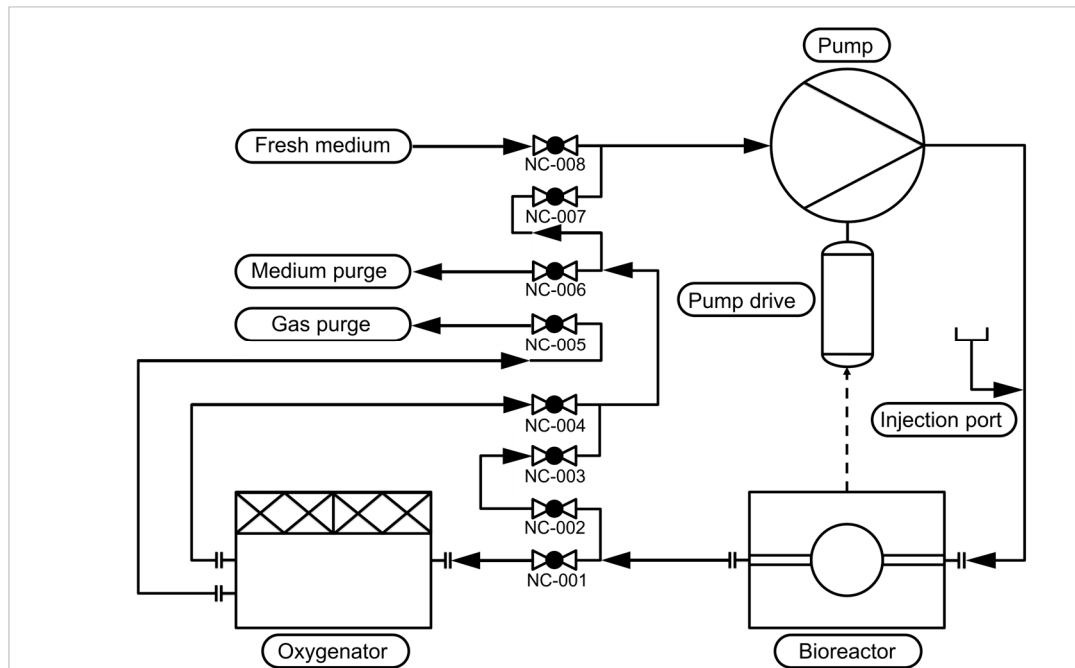 Pump
Fresh medium
NC-008
NC-007
Medium purge
NC-006
Pump drive
Gas purge
NC-005
NC-004
Injection port
NC-003
NC-002
NC-001
Oxygenator
Bioreactor